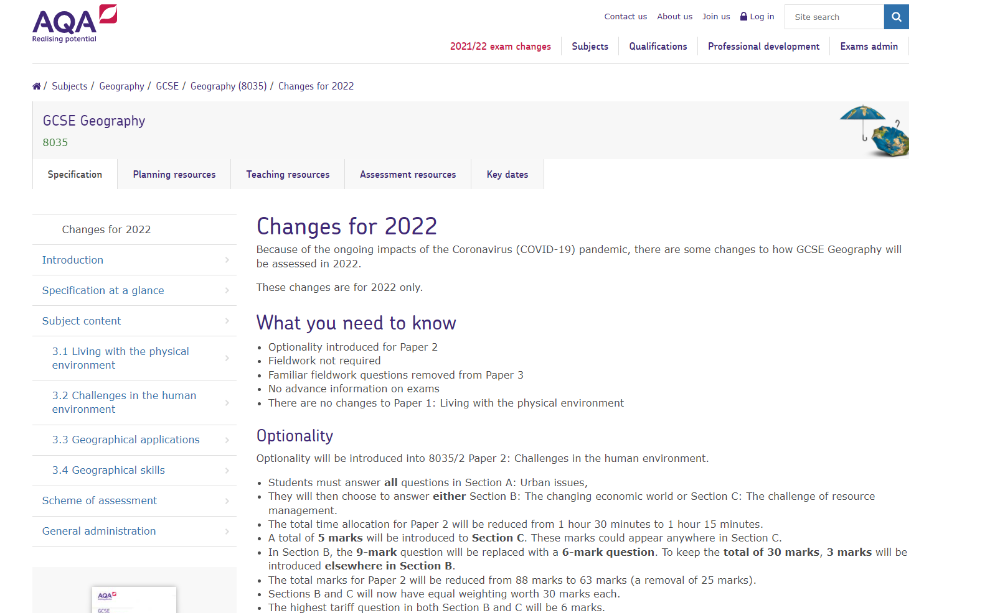 AQA
Realising potential
Contact us
About us
Join us
Log in
Site search
2021/22 exam changes
Subjects
Qualifications
Professional development
Exams admin
/ Subjects / Geography / GCSE / Geography (8035) / Changes for 2022
GCSE Geography
8035
Specification
Planning resources
Teaching resources
Assessment resources
Key dates
Changes for 2022
Introduction
Specification at a glance
Subject content
3.1 Living with the physical
environment
3.2 Challenges in the human
environment
3.3 Geographical applications
3.4 Geographical skills
Scheme of assessment
General administration
AQA
GCSE
Changes for 2022
Because of the ongoing impacts of the Coronavirus (COVID-19) pandemic, there are some changes to how GCSE Geography will
be assessed in 2022.
These changes are for 2022 only.
What you need to know
• Optionality introduced for Paper 2
• Fieldwork not required
• Familiar fieldwork questions removed from Paper 3
• No advance information on exams
• There are no changes to Paper 1: Living with the physical environment
Optionality
Optionality will be introduced into 8035/2 Paper 2: Challenges in the human environment.
• Students must answer all questions in Section A: Urban issues,
• They will then choose to answer either Section B: The changing economic world or Section C: The challenge of resource
management.
• The total time allocation for Paper 2 will be reduced from 1 hour 30 minutes to 1 hour 15 minutes.
• A total of 5 marks will be introduced to Section C. These marks could appear anywhere in Section C.
• In Section B, the 9-mark question will be replaced with a 6-mark question. To keep the total of 30 marks, 3 marks will be
introduced elsewhere in Section B.
• The total marks for Paper 2 will be reduced from 88 marks to 63 marks (a removal of 25 marks).
• Sections B and C will now have equal weighting worth 30 marks each.
• The highest tariff question in both Section B and C will be 6 marks.